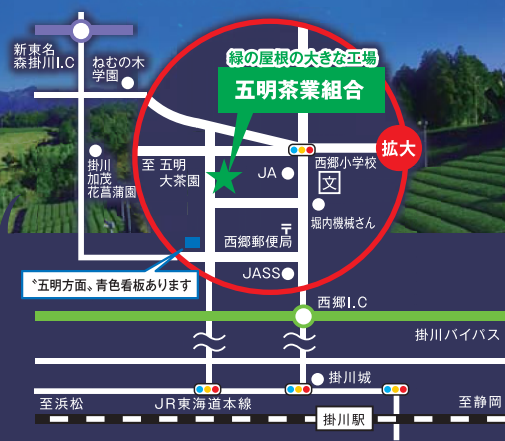 新東名
森掛川I.C
ねむの木
学園
緑の屋根の大きな工場
五明茶業組合
拡大
掛川
加茂
花菖蒲園
至 五明
大茶園
JA
西郷小学校
文
堀内機械さん
〒
西郷郵便局
JASS
〝五明方面、青色看板あります
西郷I.C
掛川バイパス
掛川城
至浜松
JR東海道本線
至静岡
掛川駅